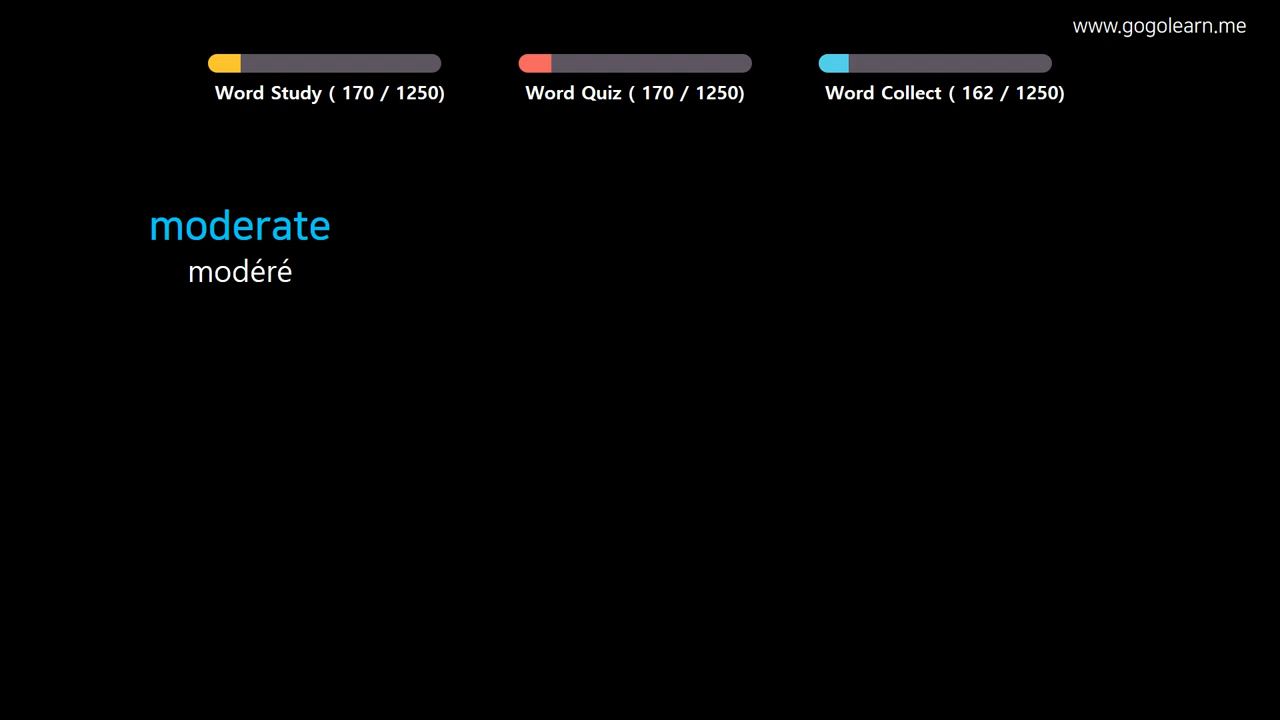 www.gogolearn.me
Word Study ( 170 / 1250)
Word Quiz ( 170 / 1250)
Word Collect ( 162 / 1250)
moderate
modéré